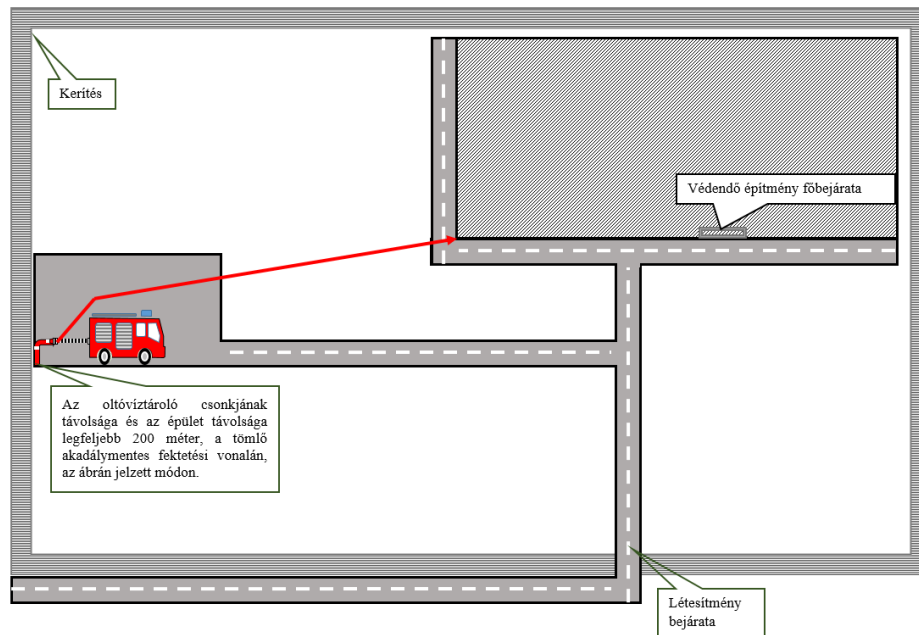 Kerítés
Védendő építmény főbejárata
Az oltóvíztároló csonkjának
távolsága és az épület távolsága
legfeljebb 200 méter, a tömlő
akadálymentes fektetési vonalán,
az ábrán jelzett módon.
Létesítmény
bejárata